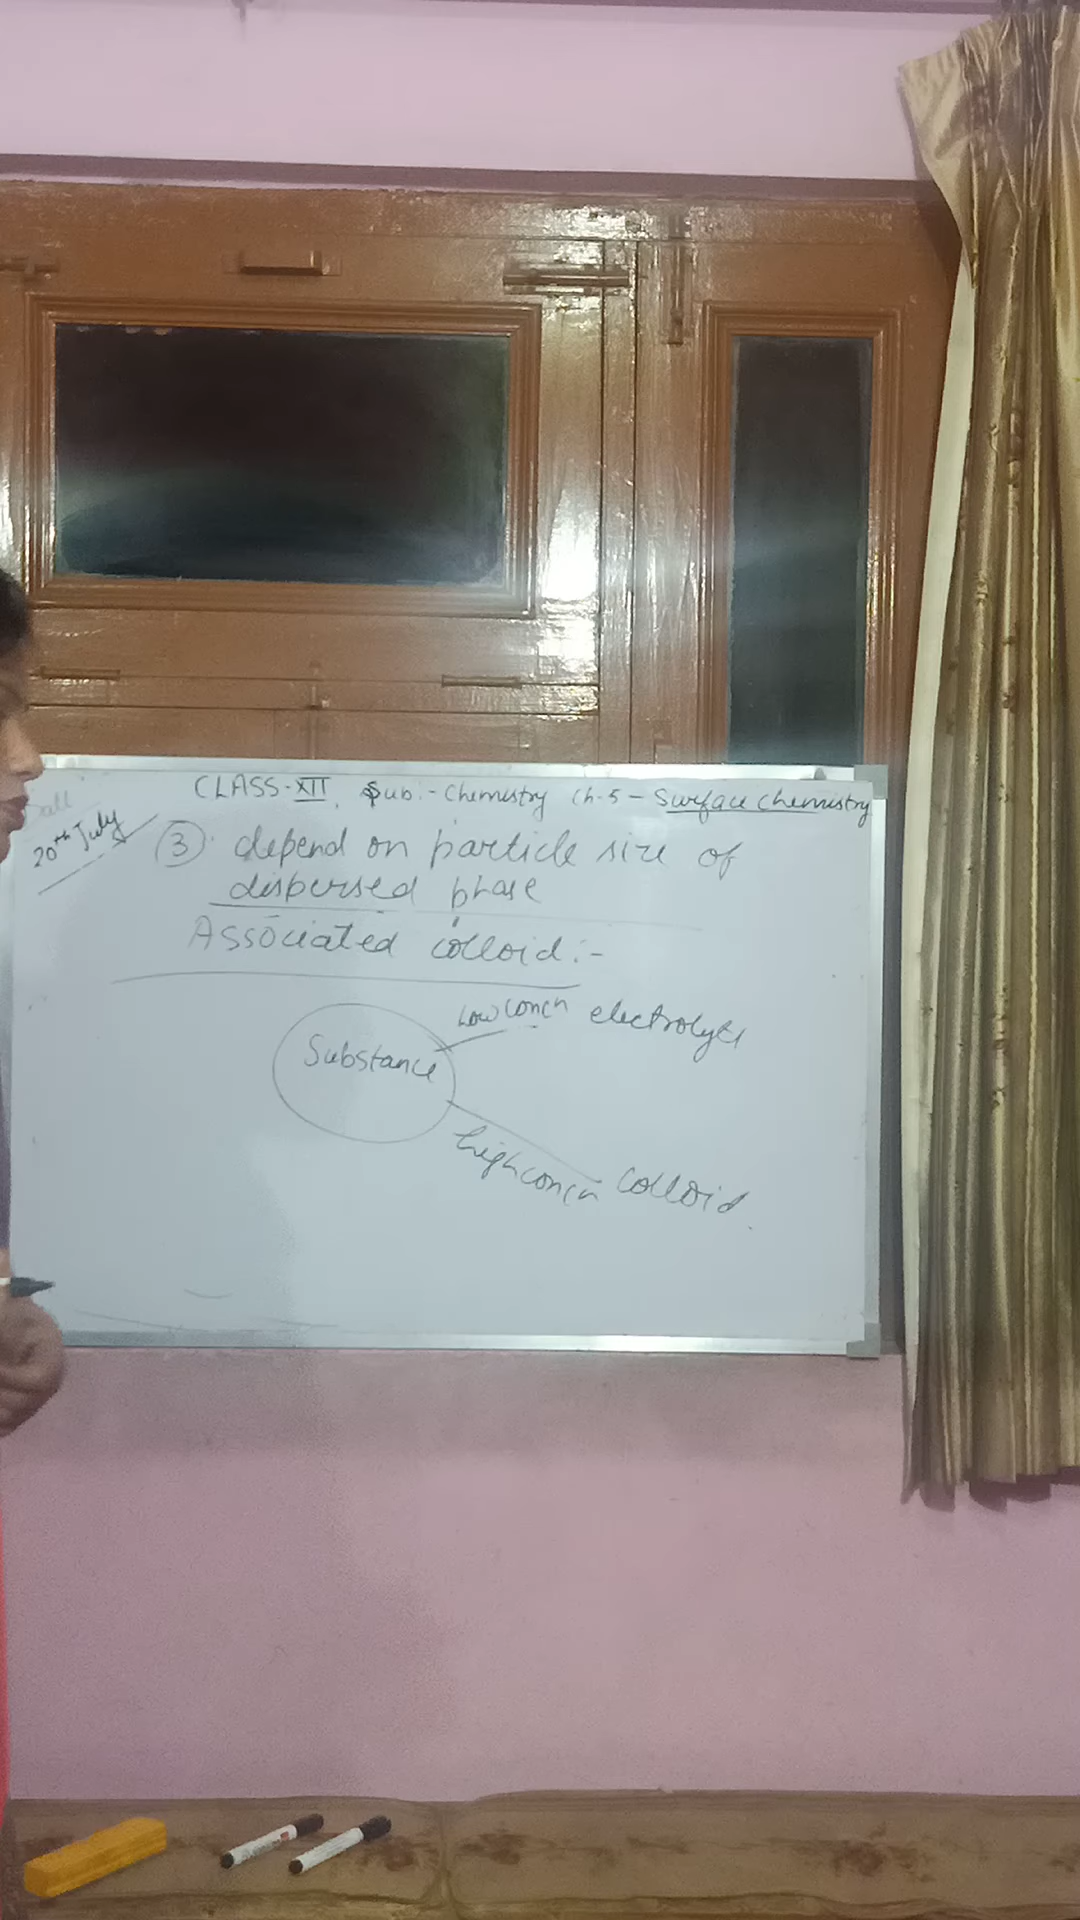 CLASS-XII, Sub:- Chemistry Ch-5 - Surface Chemistry
20th July
③ depend on particle size of
dispersed phase
Associated colloid:-
Low concn electrolyte
Substance
high concn colloid.